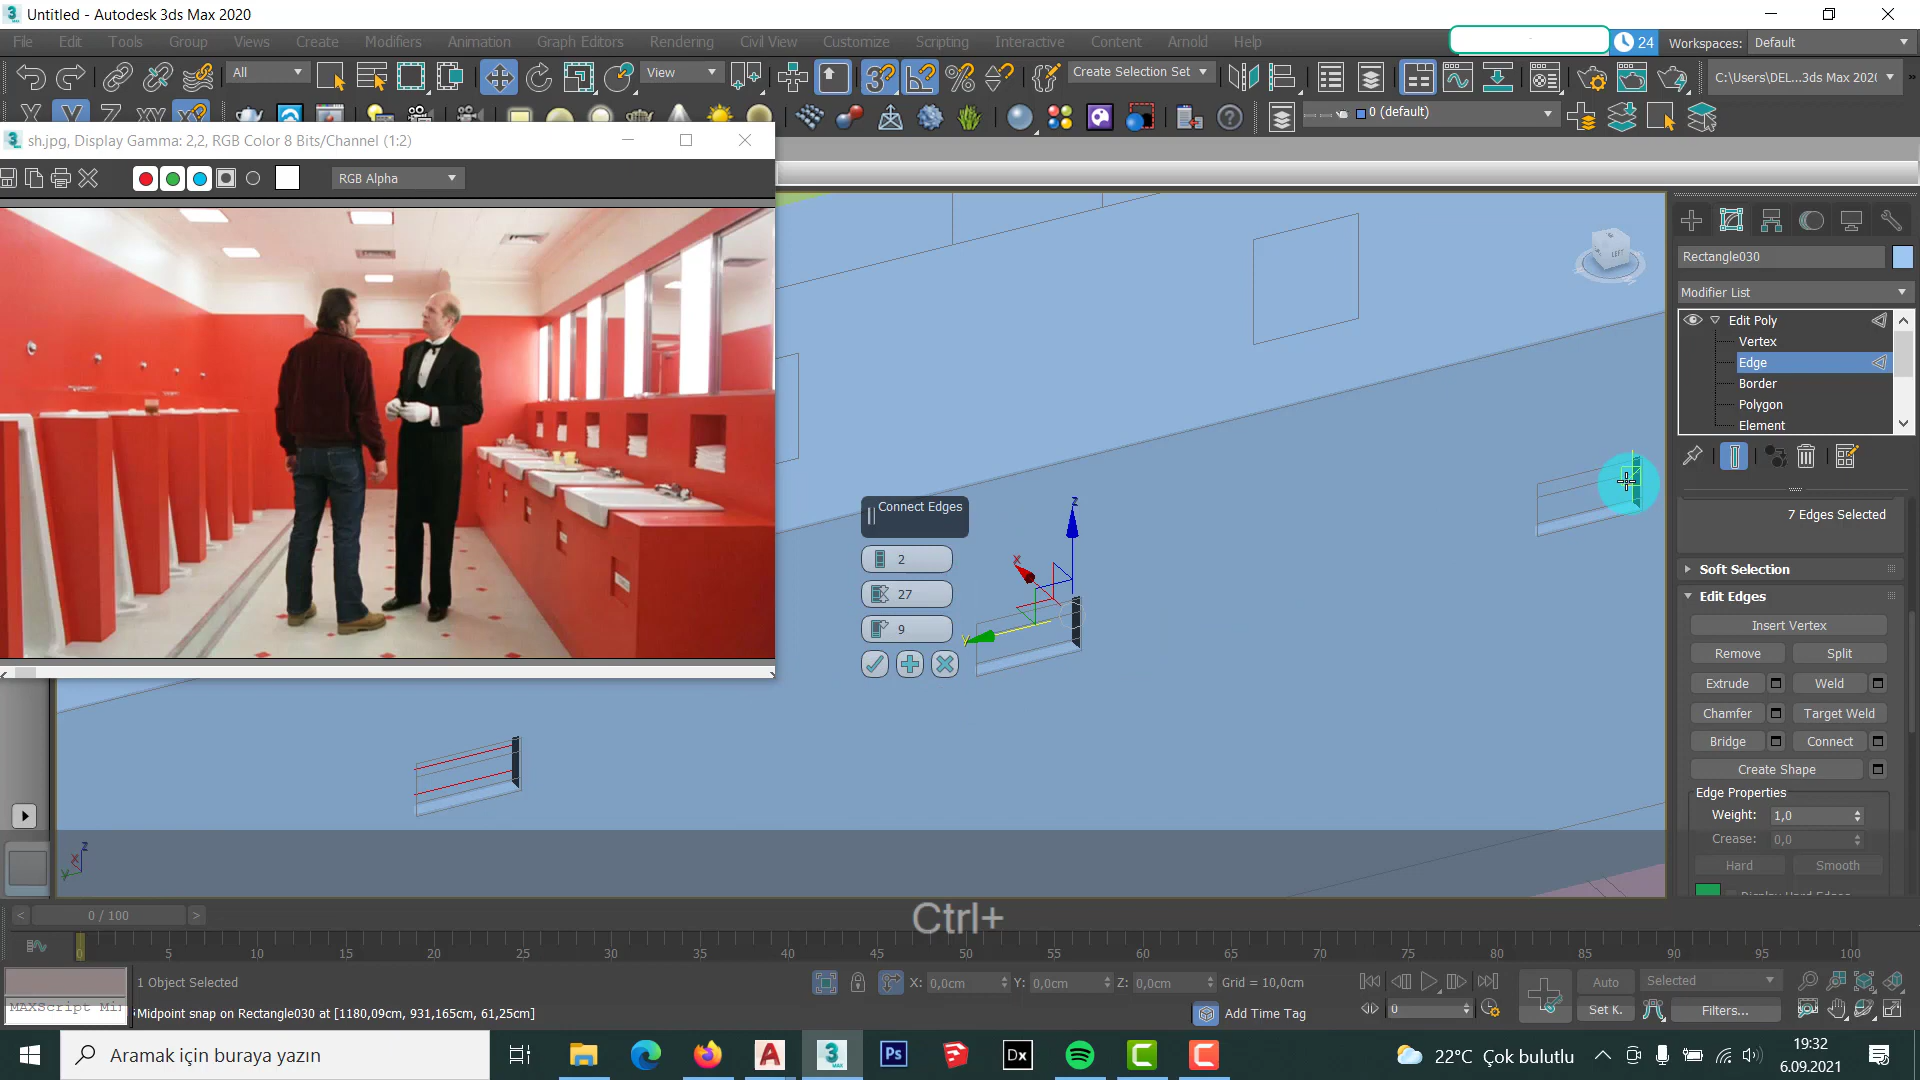 Untitled - Autodesk 3ds Max 2020
File Edit Tools Group Views Create Modifiers Animation Graph Editors Rendering Civil View Customize Scripting Interactive Content Arnold Help
24 Workspaces: Default
All View Create Selection Set C:\Users\DEL...3ds Max 202
0 (default)
sh.jpg, Display Gamma: 2,2, RGB Color 8 Bits/Channel (1:2)
RGB Alpha
LEFT
Rectangle030
Modifier List
Edit Poly
Vertex
Edge
Border
Polygon
Element
7 Edges Selected
Soft Selection
Edit Edges
Insert Vertex
Remove Split
Extrude Weld
Chamfer Target Weld
Bridge Connect
Create Shape
Edge Properties
Weight: 1,0
Crease: 0,0
Hard Smooth
Connect Edges
2
27
9
z
x
y
z
x
y
0 / 100
Ctrl+
0 5 10 15 20 25 30 35 40 45 50 55 60 65 70 75 80 85 90 95 100
1 Object Selected
X: 0,0cm Y: 0,0cm Z: 0,0cm Grid = 10,0cm
Auto Selected
MAXScript Mi
Midpoint snap on Rectangle030 at [1180,09cm, 931,165cm, 61,25cm]
Add Time Tag
0
Set K. Filters...
Aramak için buraya yazın
Ps
Dx
22°C Çok bulutlu
19:32
6.09.2021